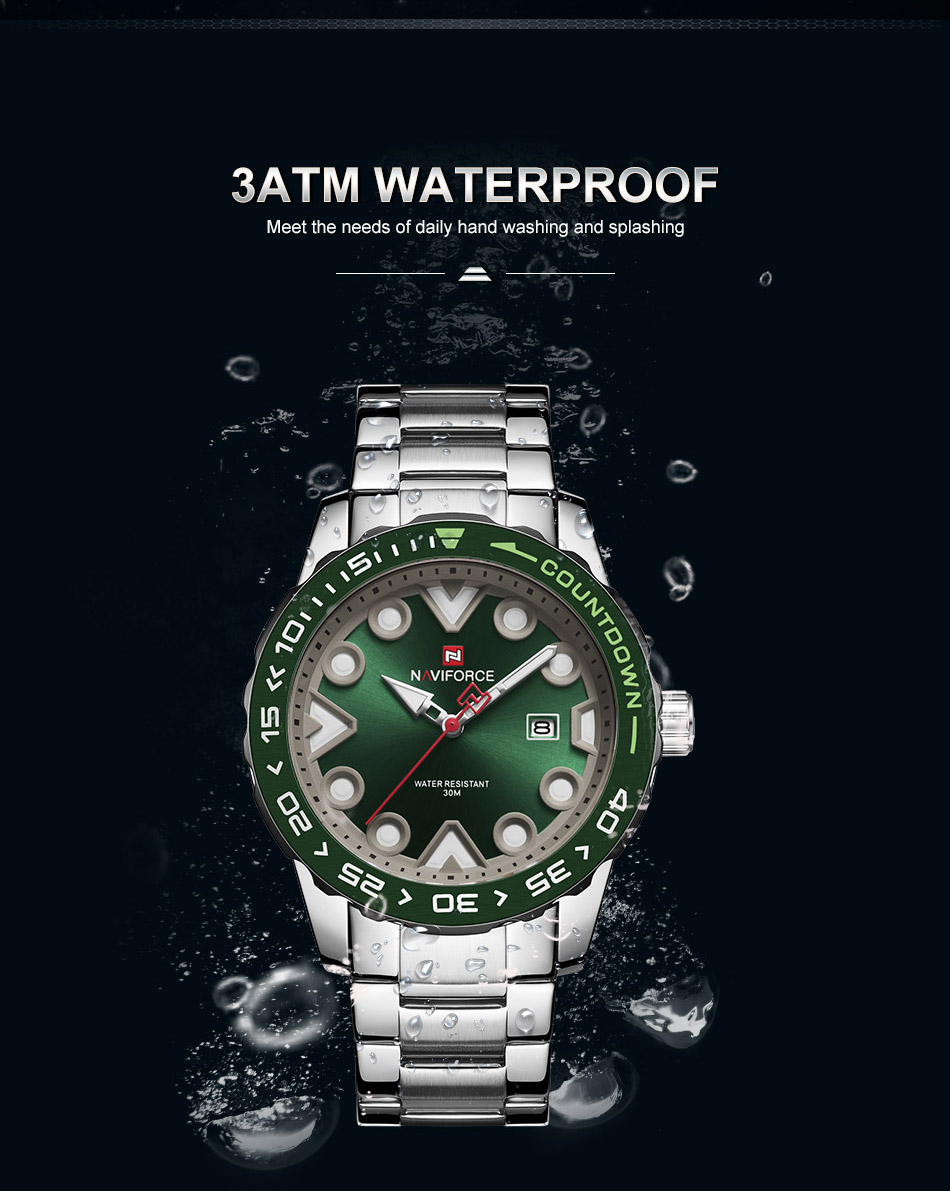 3ATM WATERPROOF
Meet the needs of daily hand washing and splashing
COUNTDOWN
40
35
30
25
20
15
10
5
NAVIFORCE
8
WATER RESISTANT
30M